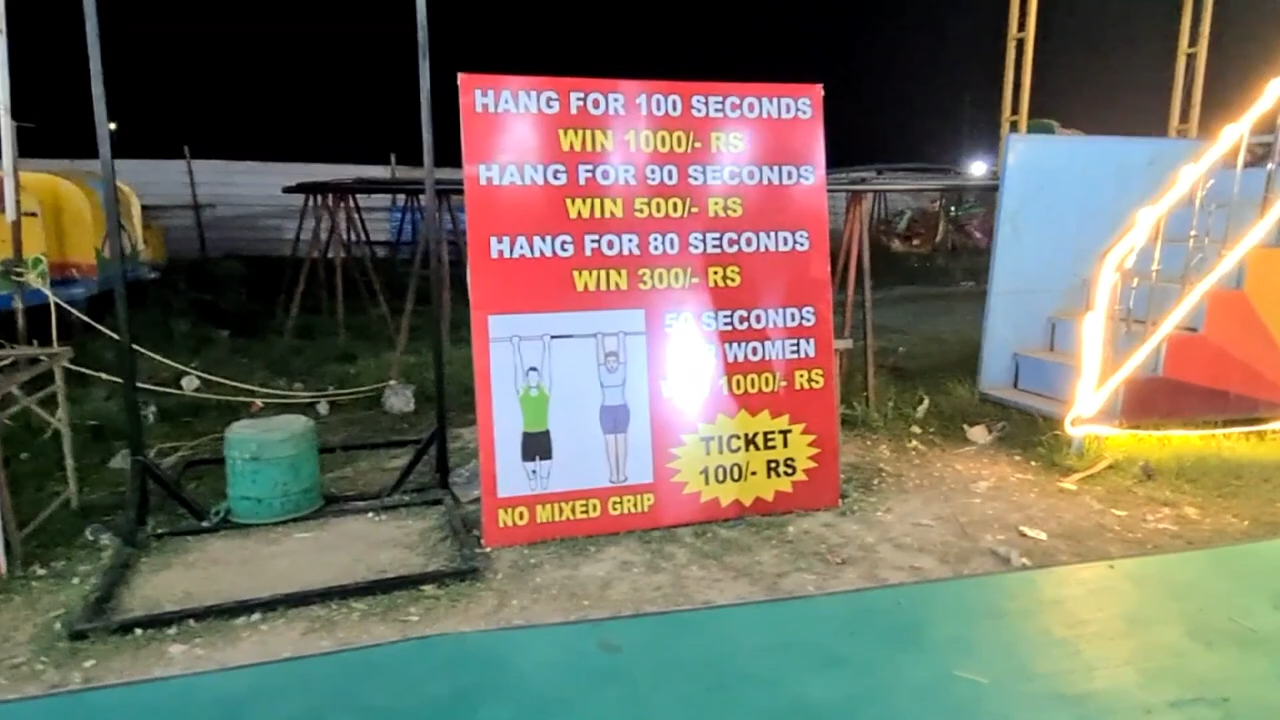 HANG FOR 100 SECONDS
WIN 1000/- RS
HANG FOR 90 SECONDS
WIN 500/- RS
HANG FOR 80 SECONDS
WIN 300/- RS
SECONDS
WOMEN
1000/- RS
TICKET
100/- RS
NO MIXED GRIP